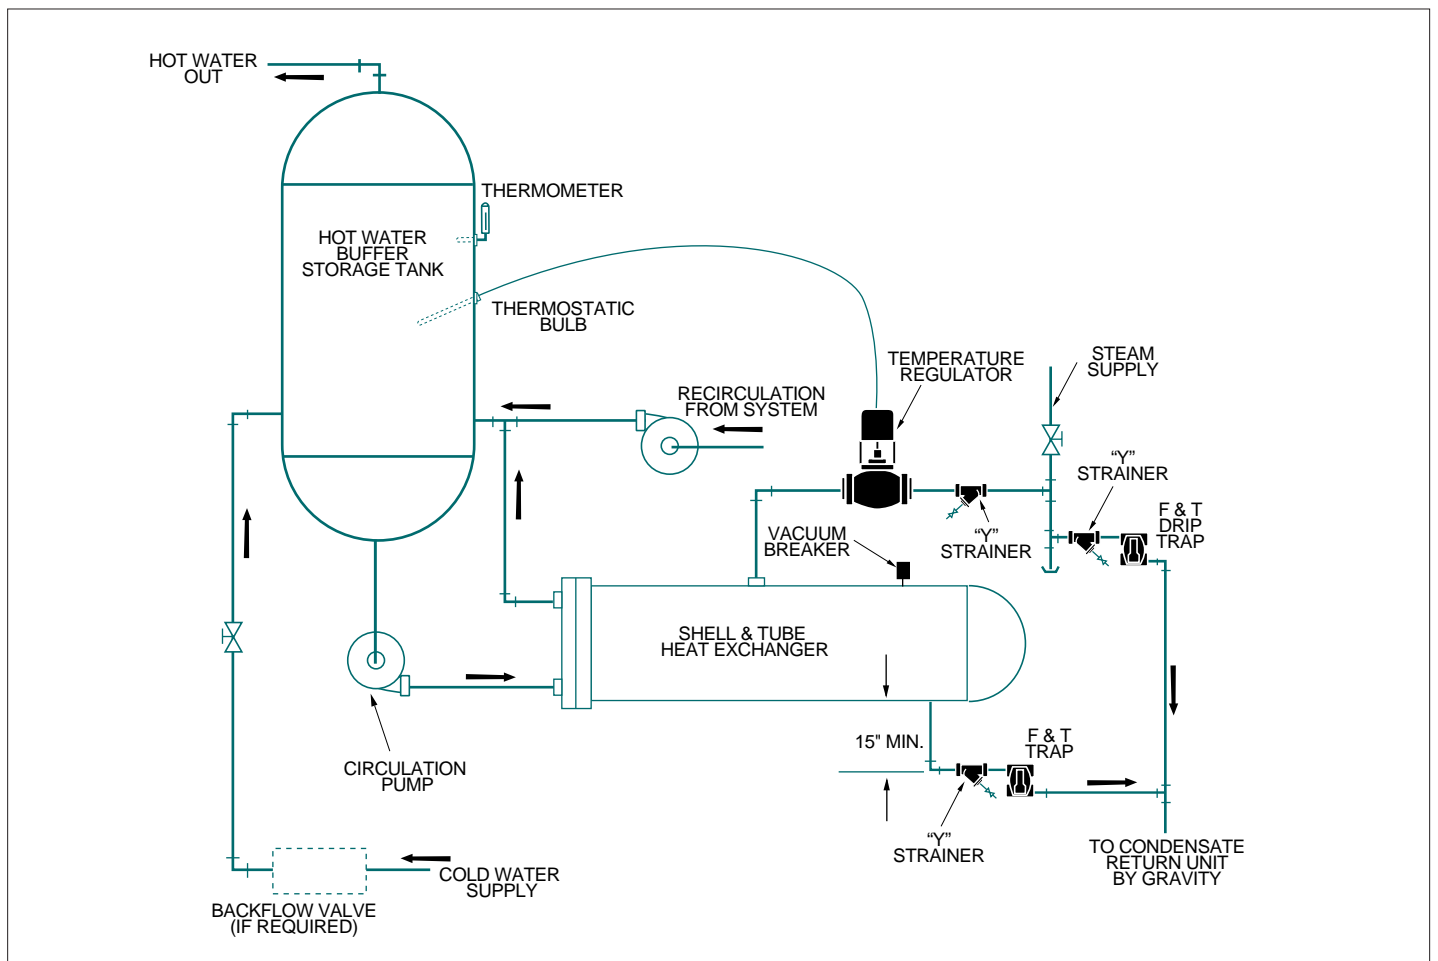 HOT WATER
OUT
THERMOMETER
HOT WATER
BUFFER
STORAGE TANK
THERMOSTATIC
BULB
TEMPERATURE
REGULATOR
STEAM
SUPPLY
RECIRCULATION
FROM SYSTEM
“Y”
STRAINER
F & T
DRIP
TRAP
VACUUM
BREAKER
“Y”
STRAINER
SHELL & TUBE
HEAT EXCHANGER
15" MIN.
F & T
TRAP
CIRCULATION
PUMP
“Y”
STRAINER
TO CONDENSATE
RETURN UNIT
BY GRAVITY
COLD WATER
SUPPLY
BACKFLOW VALVE
(IF REQUIRED)